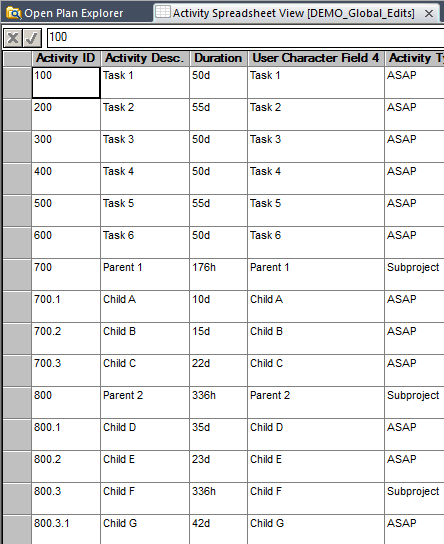 Open Plan Explorer Activity Spreadsheet View [DEMO_Global_Edits]
100
Activity ID Activity Desc. Duration User Character Field 4 Activity Ty
100 Task 1 50d Task 1 ASAP
200 Task 2 55d Task 2 ASAP
300 Task 3 50d Task 3 ASAP
400 Task 4 50d Task 4 ASAP
500 Task 5 55d Task 5 ASAP
600 Task 6 50d Task 6 ASAP
700 Parent 1 176h Parent 1 Subproject
700.1 Child A 10d Child A ASAP
700.2 Child B 15d Child B ASAP
700.3 Child C 22d Child C ASAP
800 Parent 2 336h Parent 2 Subproject
800.1 Child D 35d Child D ASAP
800.2 Child E 23d Child E ASAP
800.3 Child F 336h Child F Subproject
800.3.1 Child G 42d Child G ASAP